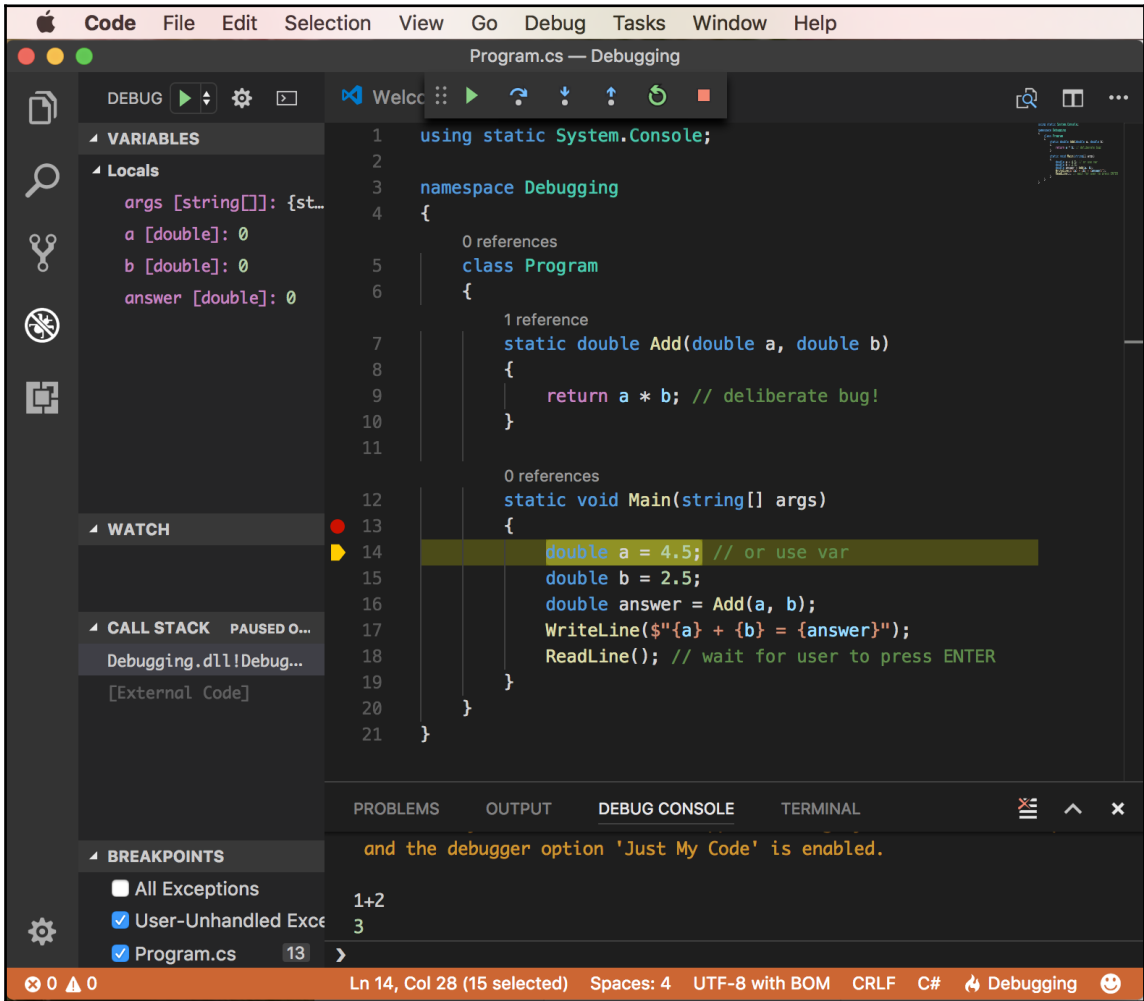 Code File Edit Selection View Go Debug Tasks Window Help
Program.cs — Debugging
DEBUG
Welco
VARIABLES
Locals
args [string[]]: {st…
a [double]: 0
b [double]: 0
answer [double]: 0
WATCH
CALL STACK PAUSED O...
Debugging.dll!Debug...
[External Code]
BREAKPOINTS
All Exceptions
User-Unhandled Exce
Program.cs 13
1 using static System.Console;
2
3 namespace Debugging
4 {
0 references
5 class Program
6 {
1 reference
7 static double Add(double a, double b)
8 {
9 return a * b; // deliberate bug!
10 }
11
0 references
12 static void Main(string[] args)
13 {
14 double a = 4.5; // or use var
15 double b = 2.5;
16 double answer = Add(a, b);
17 WriteLine($"{a} + {b} = {answer}");
18 ReadLine(); // wait for user to press ENTER
19 }
20 }
21 }
PROBLEMS OUTPUT DEBUG CONSOLE TERMINAL
and the debugger option 'Just My Code' is enabled.
1+2
3
0 0 Ln 14, Col 28 (15 selected) Spaces: 4 UTF-8 with BOM CRLF C# Debugging